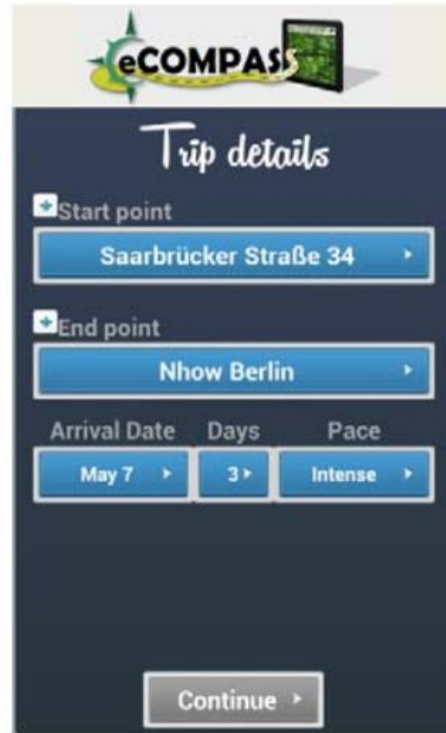 eCOMPASS
Trip details
Start point
Saarbrücker Straße 34
End point
Nhow Berlin
Arrival Date Days Pace
May 7 3 Intense
Continue